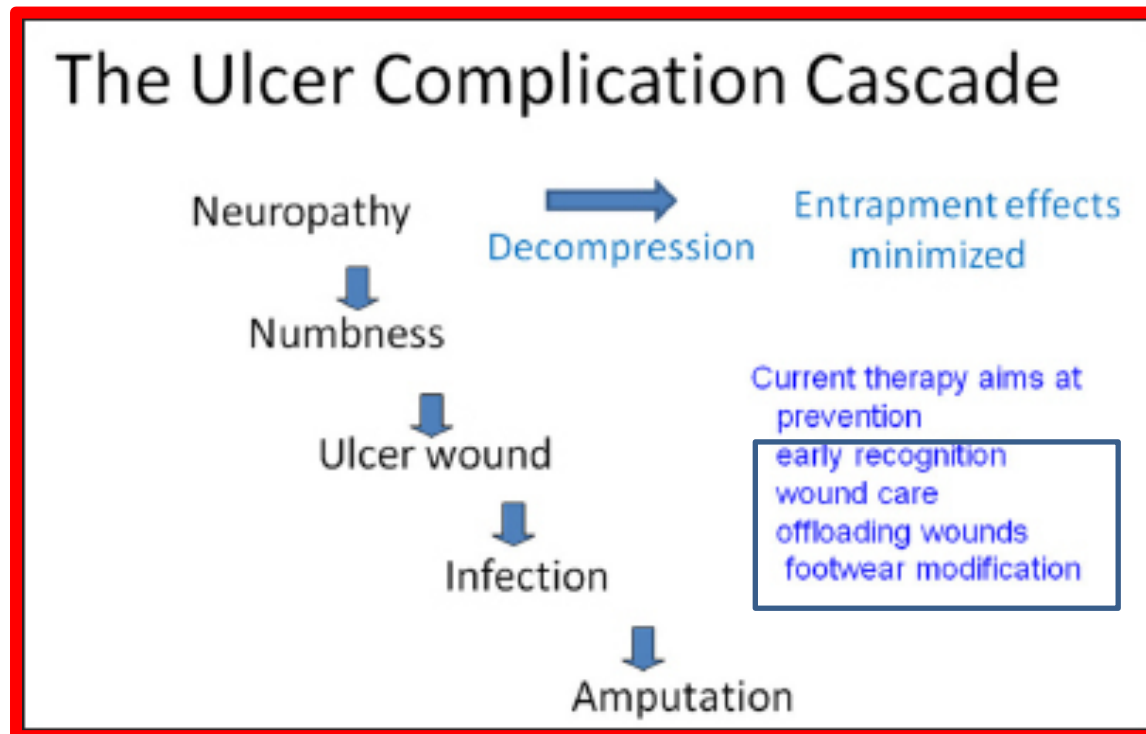 The Ulcer Complication Cascade
Neuropathy
Decompression
Entrapment effects
minimized
Numbness
Current therapy aims at
prevention
early recognition
wound care
offloading wounds
footwear modification
Ulcer wound
Infection
Amputation